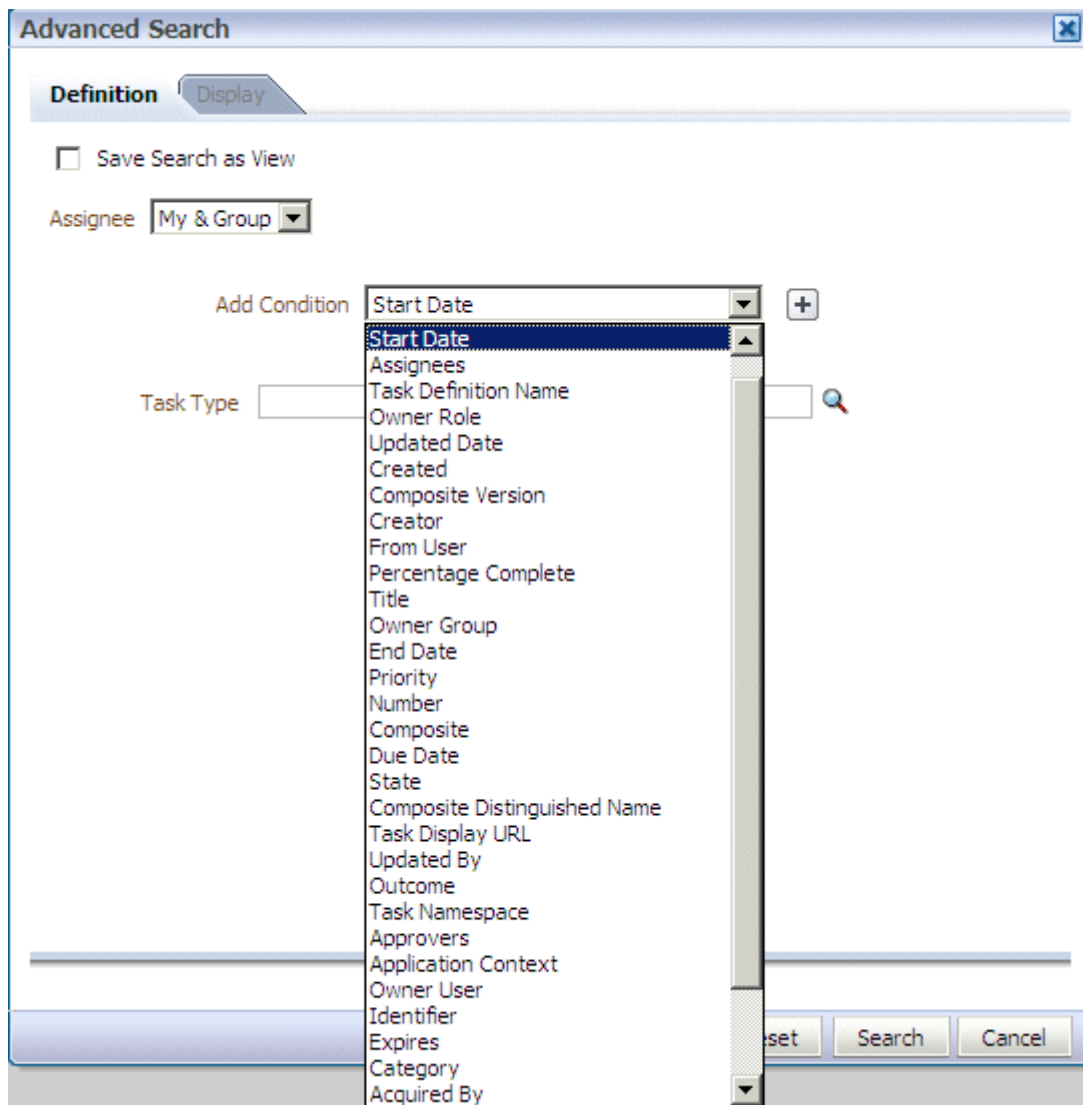 Advanced Search
Definition Display
Save Search as View
Assignee My & Group
Add Condition Start Date
Start Date
Assignees
Task Definition Name
Task Type
Owner Role
Updated Date
Created
Composite Version
Creator
From User
Percentage Complete
Title
Owner Group
End Date
Priority
Number
Composite
Due Date
State
Composite Distinguished Name
Task Display URL
Updated By
Outcome
Task Namespace
Approvers
Application Context
Owner User
Identifier
Expires
Category
Acquired By
eset Search Cancel